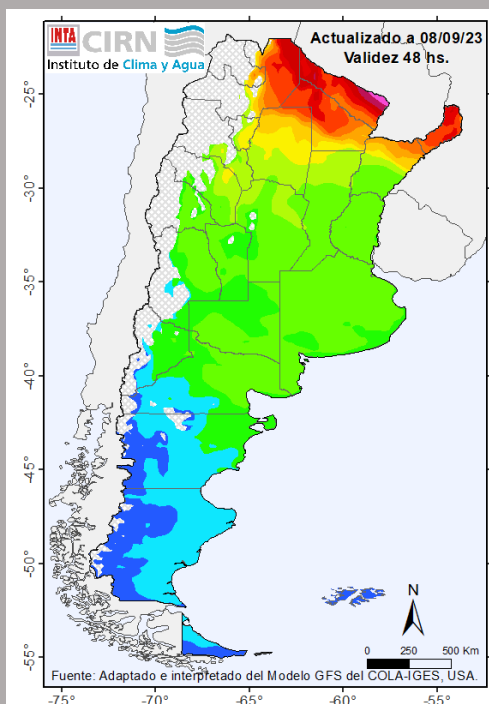 INTA CIRN
Instituto de Clima y Agua
Actualizado a 08/09/23
Validez 48 hs.
-25°
-30°
-35°
-40°
-45°
-50°
-55°
N
0 250 500 Km
Fuente: Adaptado e interpretado del Modelo GFS del COLA-IGES, USA.
-75° -70° -65° -60° -55°